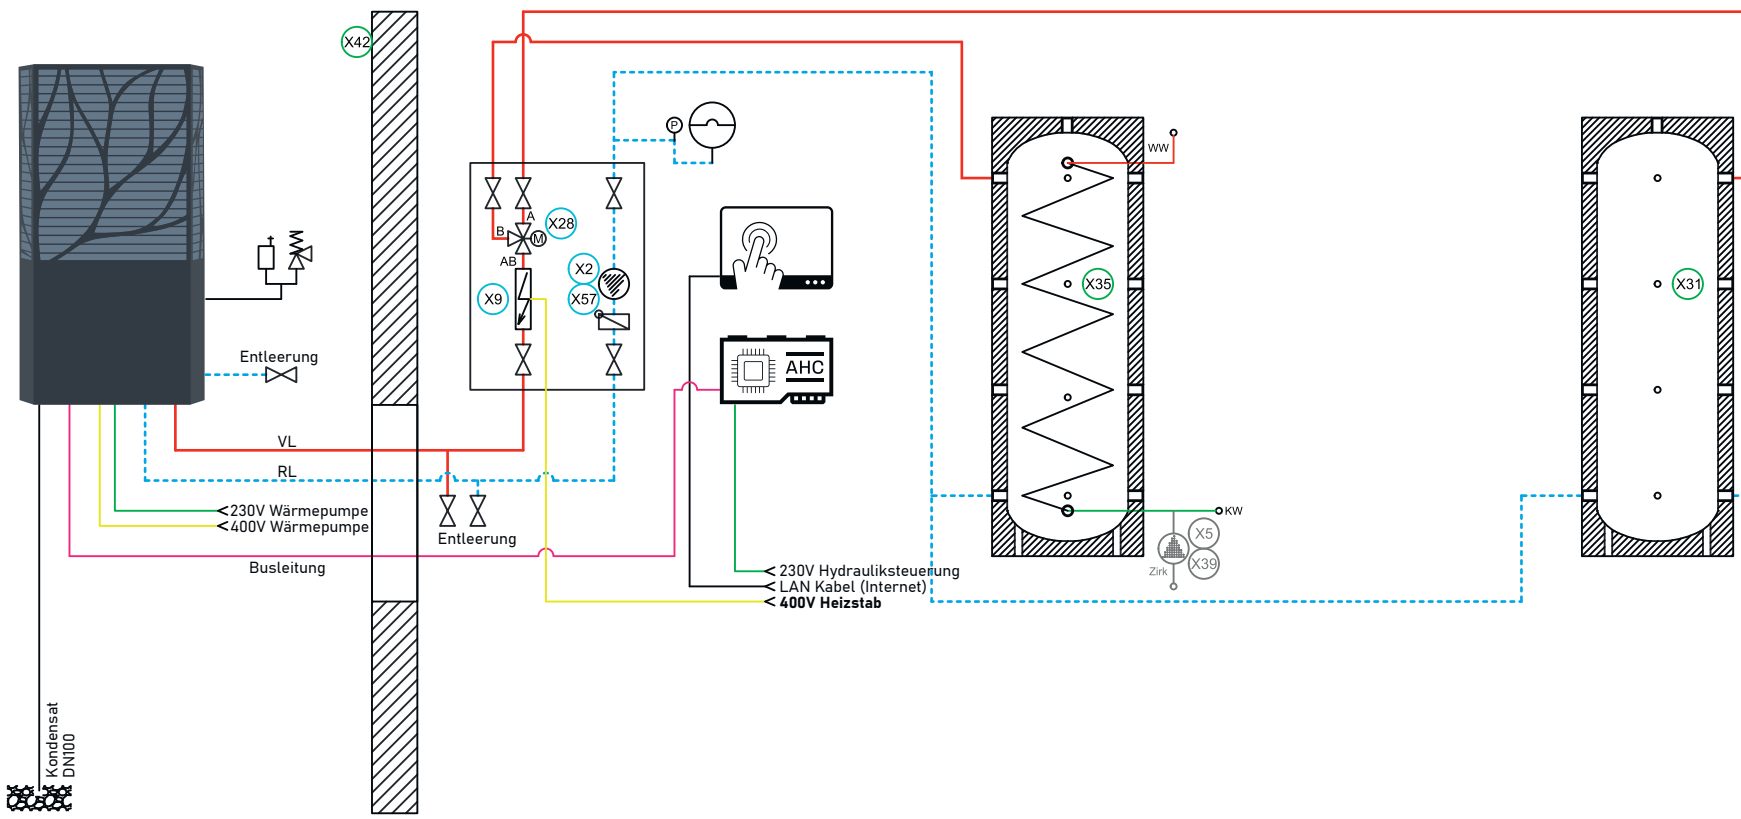 X42
P
WW
A
X28
B
M
AB
X2
X9
X57
X35
X31
Entleerung
AHC
VL
RL
230V Wärmepumpe
400V Wärmepumpe
Entleerung
KW
X5
Zirk
X39
Busleitung
230V Hydrauliksteuerung
LAN Kabel (Internet)
400V Heizstab
Kondensat
DN100